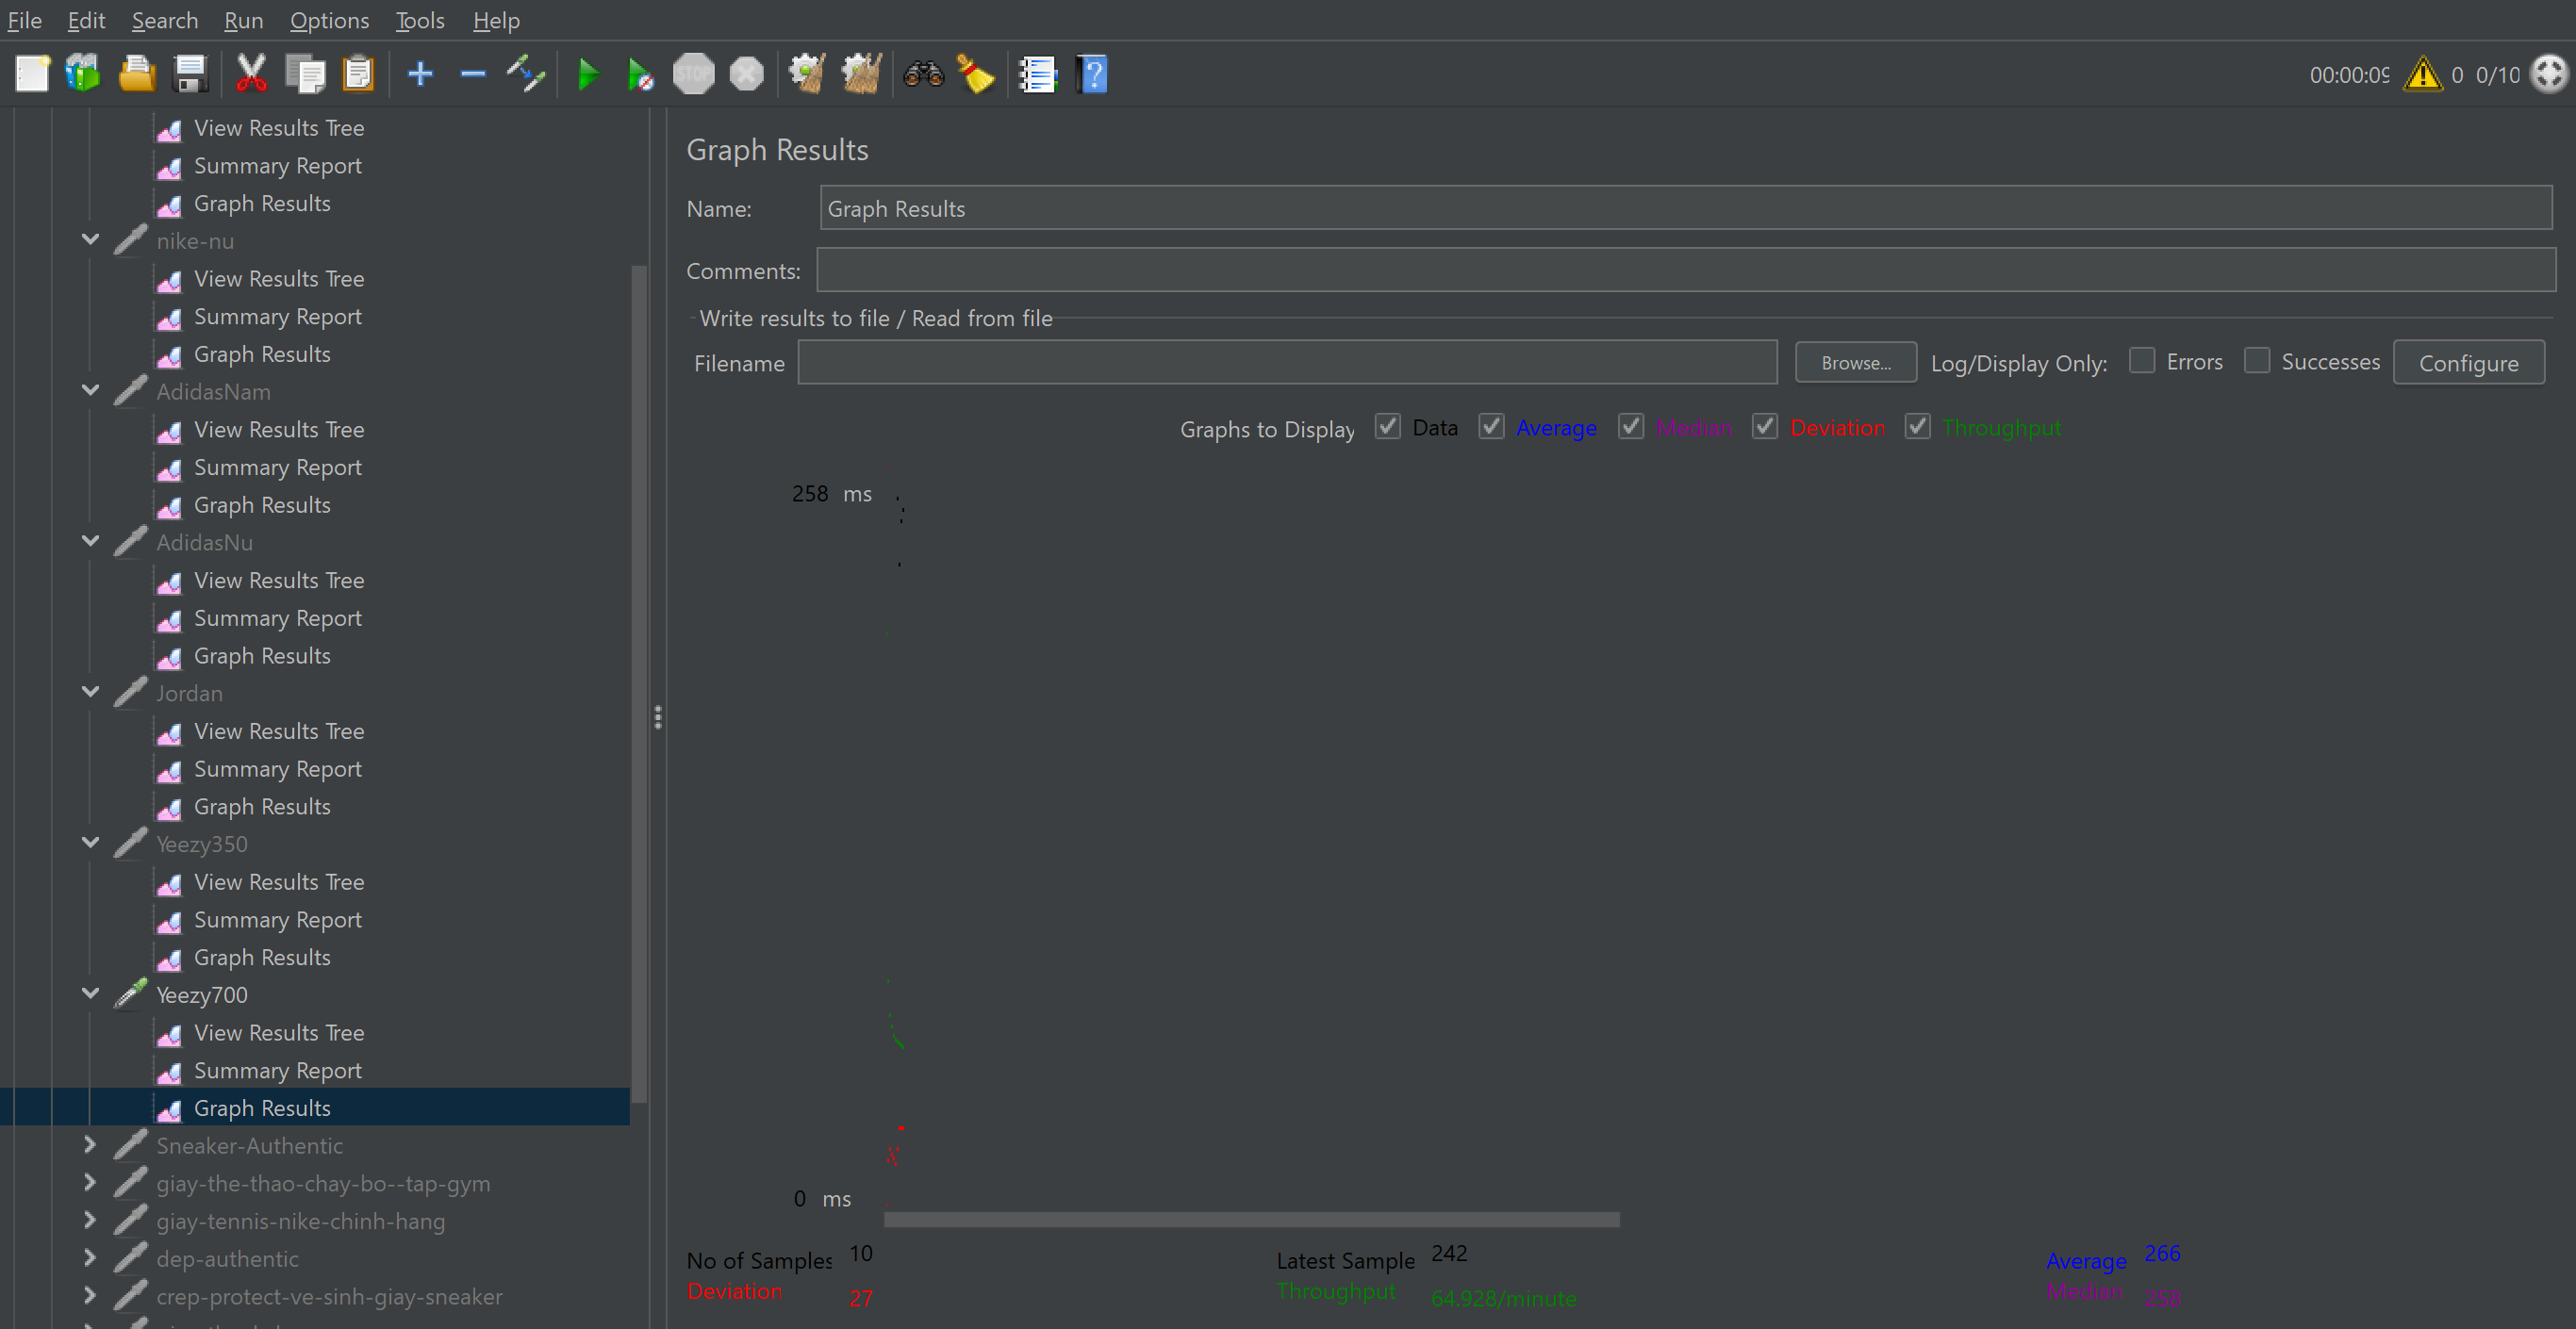 File Edit Search Run Options Tools Help
STOP
00:00:09 0 0/10
View Results Tree
Summary Report
Graph Results
nike-nu
View Results Tree
Summary Report
Graph Results
AdidasNam
View Results Tree
Summary Report
Graph Results
AdidasNu
View Results Tree
Summary Report
Graph Results
Jordan
View Results Tree
Summary Report
Graph Results
Yeezy350
View Results Tree
Summary Report
Graph Results
Yeezy700
View Results Tree
Summary Report
Graph Results
Sneaker-Authentic
giay-the-thao-chay-bo--tap-gym
giay-tennis-nike-chinh-hang
dep-authentic
crep-protect-ve-sinh-giay-sneaker
Graph Results
Name: Graph Results
Comments:
Write results to file / Read from file
Filename Browse... Log/Display Only: Errors Successes Configure
Graphs to Display Data Average Median Deviation Throughput
258 ms
0 ms
No of Samples 10 Latest Sample 242 Average 266
Deviation 27 Throughput 64.928/minute Median 258